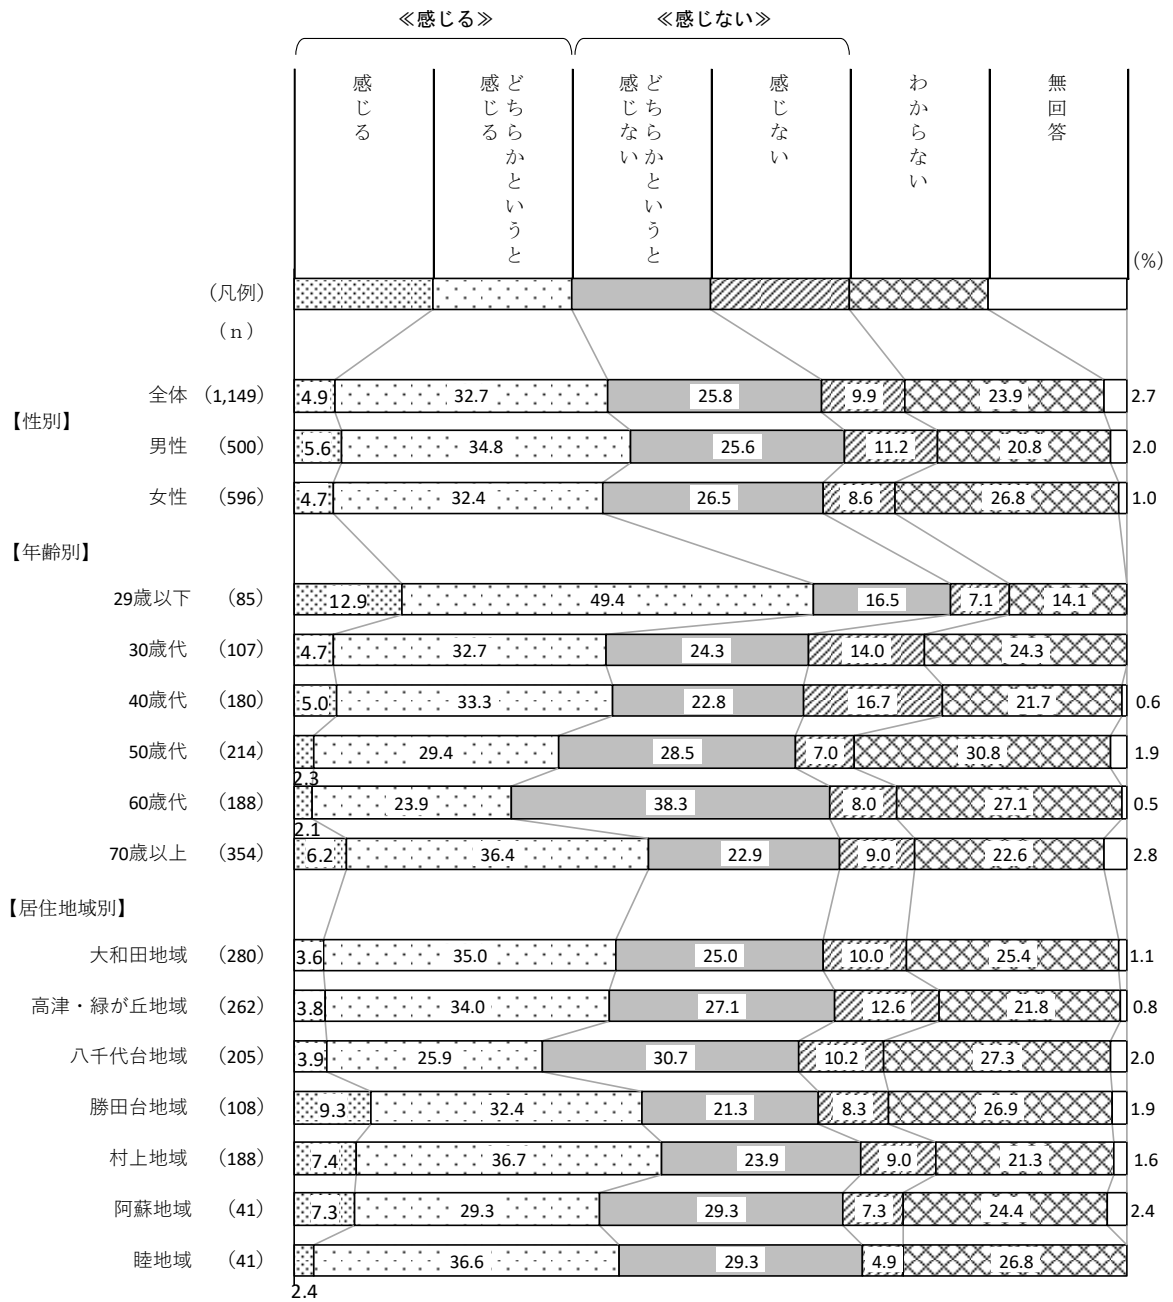 ≪感じる≫ ≪感じない≫
感じる
どちらかというと
感じる
どちらかというと
感じない
感じない
わからない
無回答
(%)
(凡例)
(n)
全体 (1,149) 4.9 32.7 25.8 9.9 23.9 2.7
【性別】
男性 (500) 5.6 34.8 25.6 11.2 20.8 2.0
女性 (596) 4.7 32.4 26.5 8.6 26.8 1.0
【年齢別】
29歳以下 (85) 12.9 49.4 16.5 7.1 14.1
30歳代 (107) 4.7 32.7 24.3 14.0 24.3
40歳代 (180) 5.0 33.3 22.8 16.7 21.7 0.6
50歳代 (214) 2.3 29.4 28.5 7.0 30.8 1.9
60歳代 (188) 2.1 23.9 38.3 8.0 27.1 0.5
70歳以上 (354) 6.2 36.4 22.9 9.0 22.6 2.8
【居住地域別】
大和田地域 (280) 3.6 35.0 25.0 10.0 25.4 1.1
高津・緑が丘地域 (262) 3.8 34.0 27.1 12.6 21.8 0.8
八千代台地域 (205) 3.9 25.9 30.7 10.2 27.3 2.0
勝田台地域 (108) 9.3 32.4 21.3 8.3 26.9 1.9
村上地域 (188) 7.4 36.7 23.9 9.0 21.3 1.6
阿蘇地域 (41) 7.3 29.3 29.3 7.3 24.4 2.4
睦地域 (41) 2.4 36.6 29.3 4.9 26.8